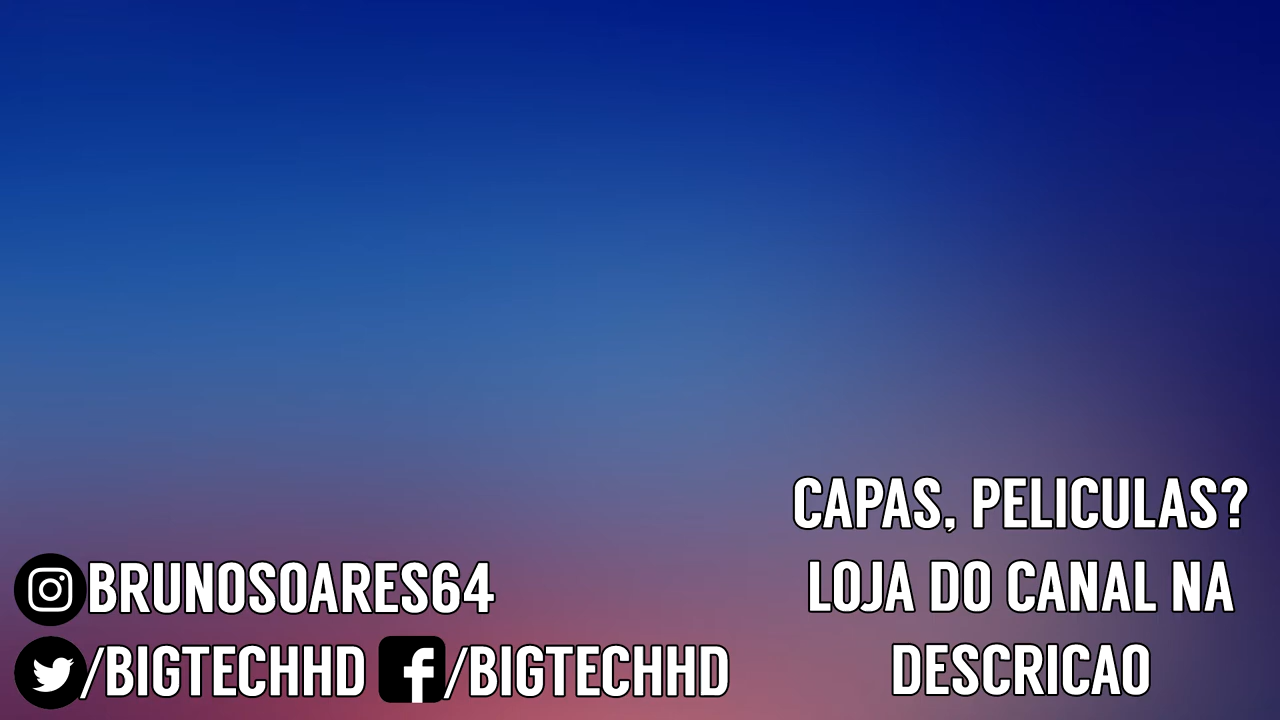 BRUNOSOARES64
/BIGTECHHD /BIGTECHHD
CAPAS, PELICULAS?
LOJA DO CANAL NA
DESCRICAO